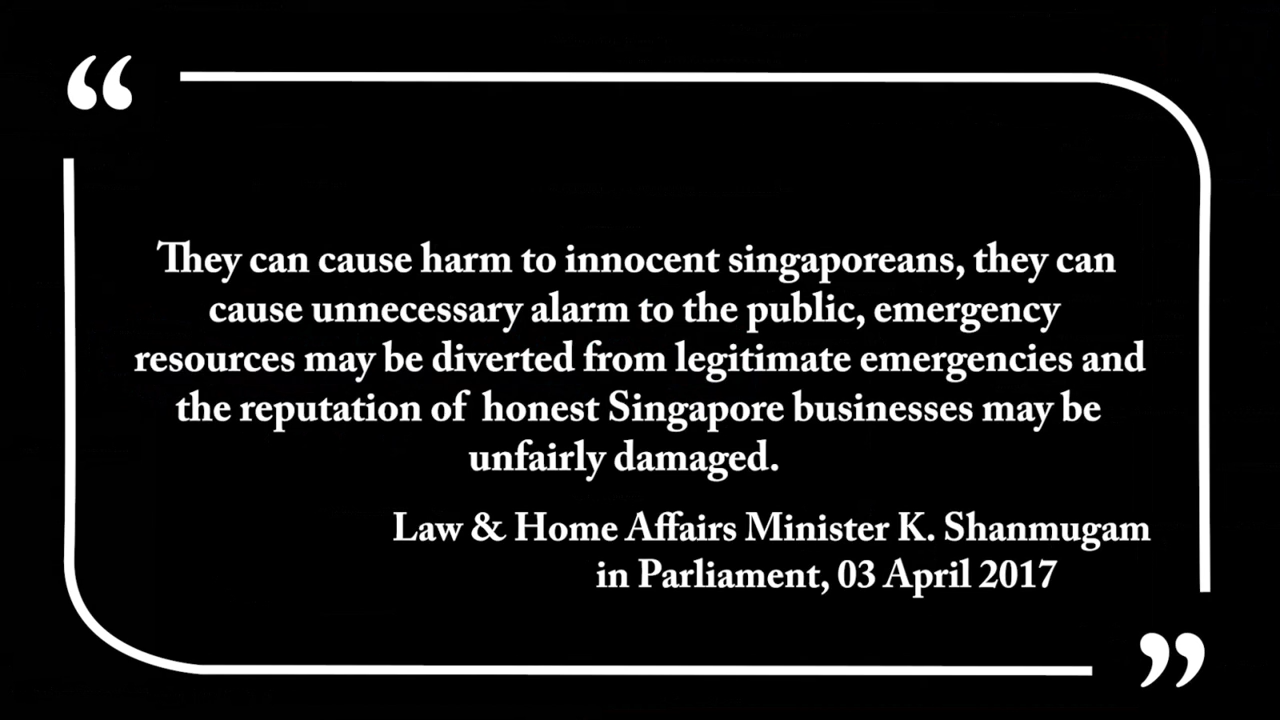 “
They can cause harm to innocent singaporeans, they can
cause unnecessary alarm to the public, emergency
resources may be diverted from legitimate emergencies and
the reputation of honest Singapore businesses may be
unfairly damaged.
Law & Home Affairs Minister K. Shanmugam
in Parliament, 03 April 2017
”